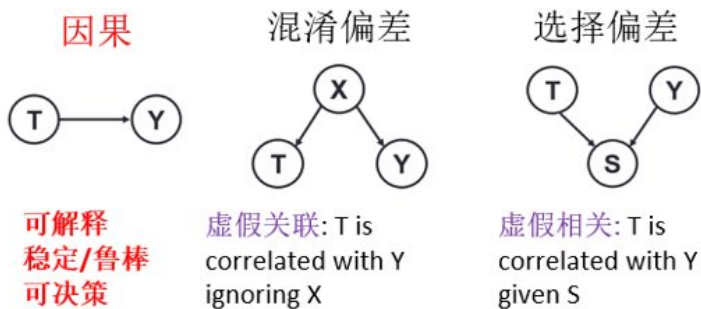 因果
T
Y
可解释
稳定/鲁棒
可决策
混淆偏差
X
T
Y
虚假关联: T is
correlated with Y
ignoring X
选择偏差
T
Y
S
虚假相关: T is
correlated with Y
given S